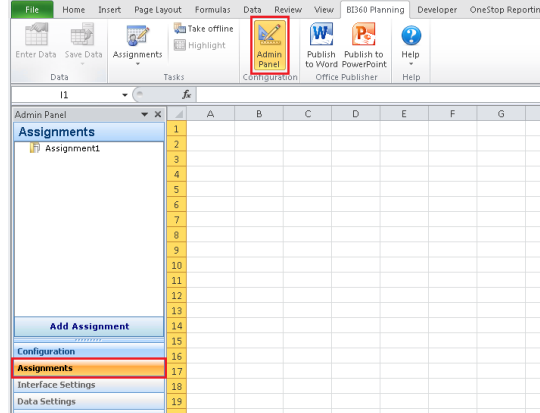 File Home Insert Page Layout Formulas Data Review View BI360 Planning Developer OneStop Reportin
Take offline
Highlight
Enter Data Save Data Assignments Admin Panel Publish to Word Publish to PowerPoint Help
Data Tasks Configuration Office Publisher Help
I1 fx
Admin Panel A B C D E F G
Assignments 1
Assignment1 2
3
4
5
6
7
8
9
10
11
12
13
Add Assignment 14
15
Configuration 16
Assignments 17
Interface Settings 18
Data Settings 19